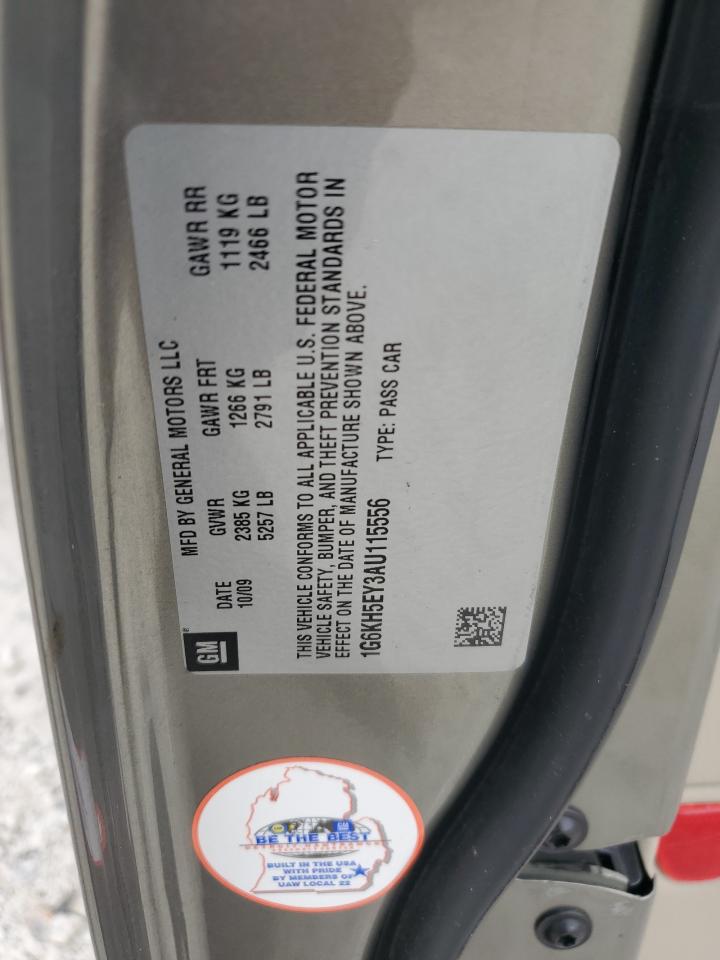 GM
MFD BY GENERAL MOTORS LLC
DATE GVWR GAWR FRT GAWR RR
10/09 2385 KG 1266 KG 1119 KG
5257 LB 2791 LB 2466 LB
THIS VEHICLE CONFORMS TO ALL APPLICABLE U.S. FEDERAL MOTOR
VEHICLE SAFETY, BUMPER, AND THEFT PREVENTION STANDARDS IN
EFFECT ON THE DATE OF MANUFACTURE SHOWN ABOVE.
1G6KH5EY3AU115556 TYPE: PASS CAR
BE THE BEST
BUILT IN THE USA
WITH PRIDE
BY MEMBERS OF
UAW LOCAL 22